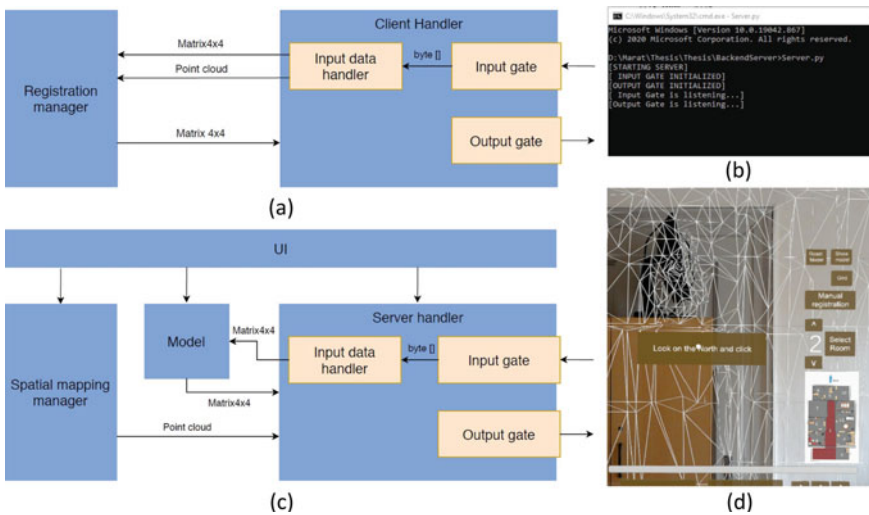 Client Handler
Matrix4x4
Point cloud
Registration manager
Matrix 4x4
Input data handler
byte []
Input gate
Output gate
(a)
C:\Windows\System32\cmd.exe - Server.py
Microsoft Windows [Version 10.0.19042.867]
(c) 2020 Microsoft Corporation. All rights reserved.
D:\Marat\Thesis\Thesis\BackendServer>Server.py
[STARTING SERVER]
[ INPUT GATE INITIALIZED]
[OUTPUT GATE INITIALIZED]
[ Input Gate is listening...]
[Output Gate is listening...]
(b)
UI
Spatial mapping manager
Model
Matrix4x4
Matrix4x4
Point cloud
Server handler
Input data handler
byte []
Input gate
Output gate
(c)
Show model
Manual registration
2
Select Room
Look on the North and click
(d)